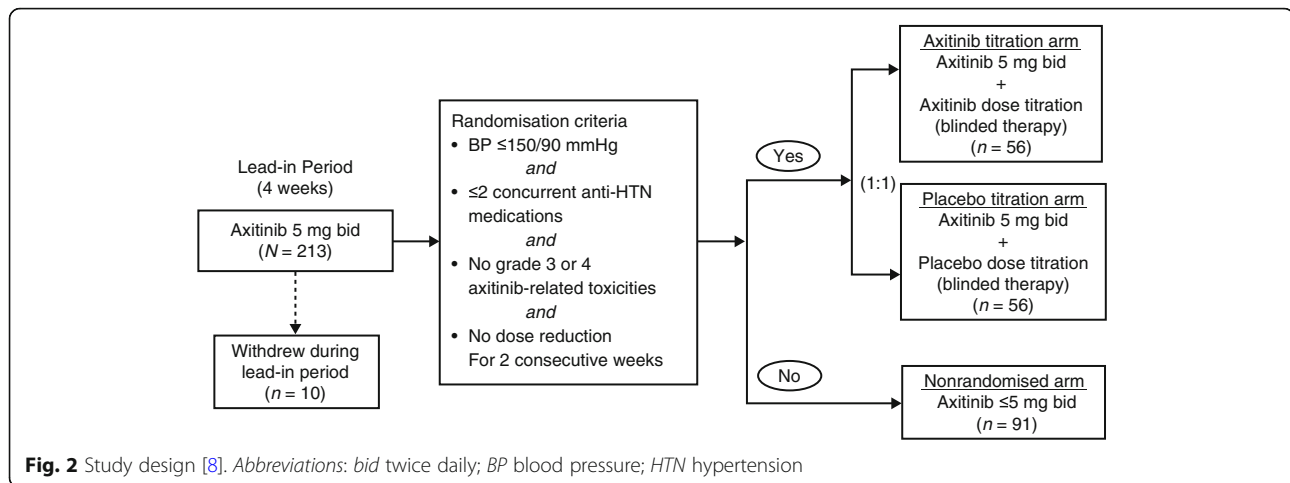 Lead-in Period
(4 weeks)
Axitinib 5 mg bid
(N = 213)
Withdrew during
lead-in period
(n = 10)
Randomisation criteria
• BP ≤150/90 mmHg
and
• ≤2 concurrent anti-HTN
medications
and
• No grade 3 or 4
axitinib-related toxicities
and
• No dose reduction
For 2 consecutive weeks
Yes
(1:1)
No
Axitinib titration arm
Axitinib 5 mg bid
+
Axitinib dose titration
(blinded therapy)
(n = 56)
Placebo titration arm
Axitinib 5 mg bid
+
Placebo dose titration
(blinded therapy)
(n = 56)
Nonrandomised arm
Axitinib ≤5 mg bid
(n = 91)
Fig. 2 Study design [8]. Abbreviations: bid twice daily; BP blood pressure; HTN hypertension